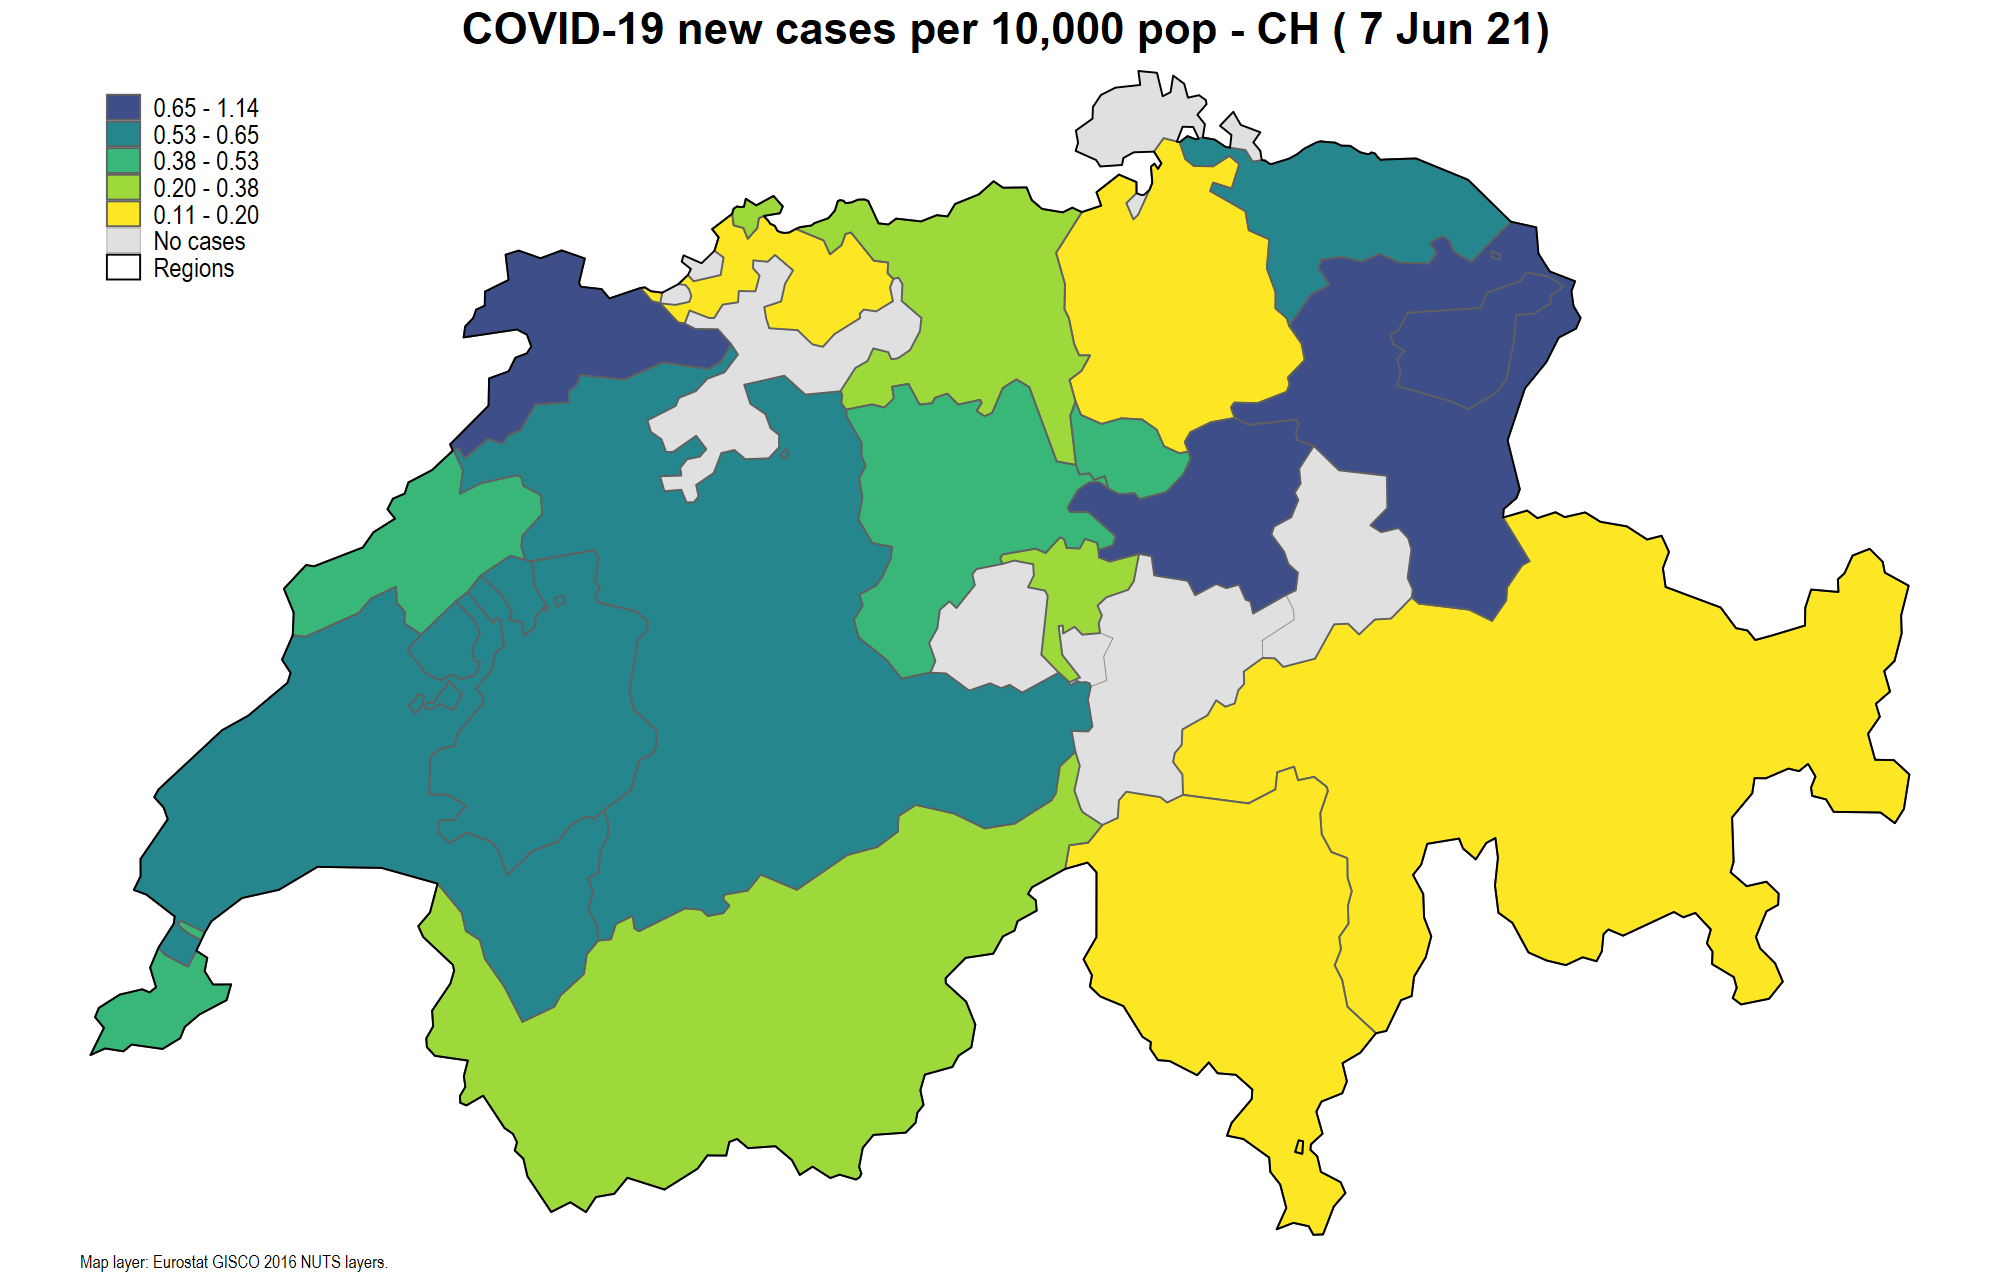 COVID-19 new cases per 10,000 pop - CH ( 7 Jun 21)
0.65 - 1.14
0.53 - 0.65
0.38 - 0.53
0.20 - 0.38
0.11 - 0.20
No cases
Regions
Map layer: Eurostat GISCO 2016 NUTS layers.